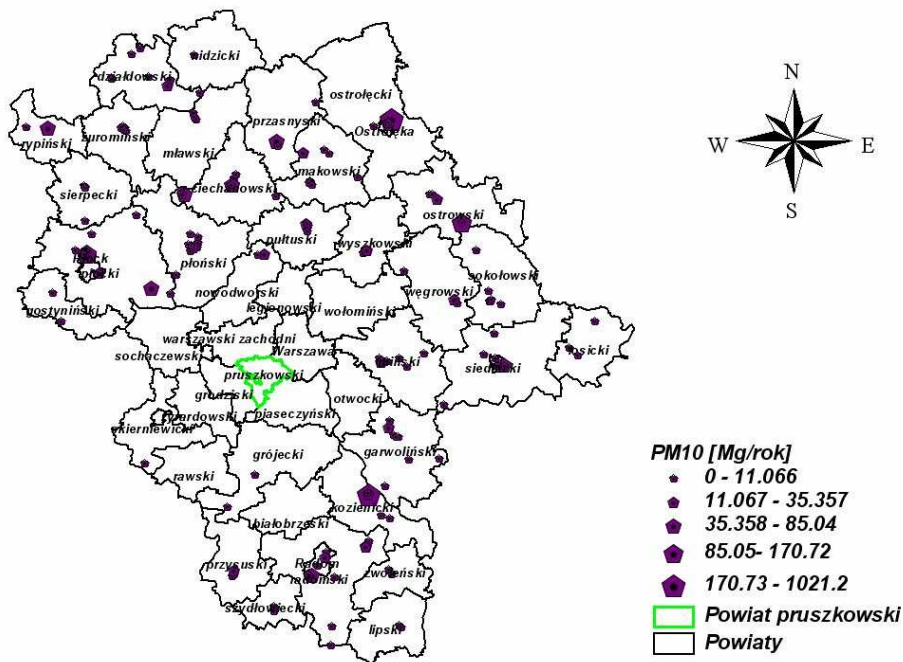 nidzicki
działdowski
ostrołęcki
N
przasnyski
Ostrołęka
rypiński
żuromiński
mławski
W
E
makowski
ciechanowski
sierpecki
S
ostrowski
pułtuski
wyszkowski
płoński
Płock
płocki
sokołowski
nowodworski
węgrowski
gostyniński
legionowski
wołomiński
warszawski zachodni
Warszawa
sochaczewski
łosicki
pruszkowski
siedlecki
grodziski
otwocki
żyrardowski
piaseczyński
skierniewicki
garwoliński
grójecki
rawski
kozienicki
białobrzeski
przysuski
Radom
radomski
zwoleński
szydłowiecki
lipski
PM10 [Mg/rok]
0 - 11.066
11.067 - 35.357
35.358 - 85.04
85.05- 170.72
170.73 - 1021.2
Powiat pruszkowski
Powiaty